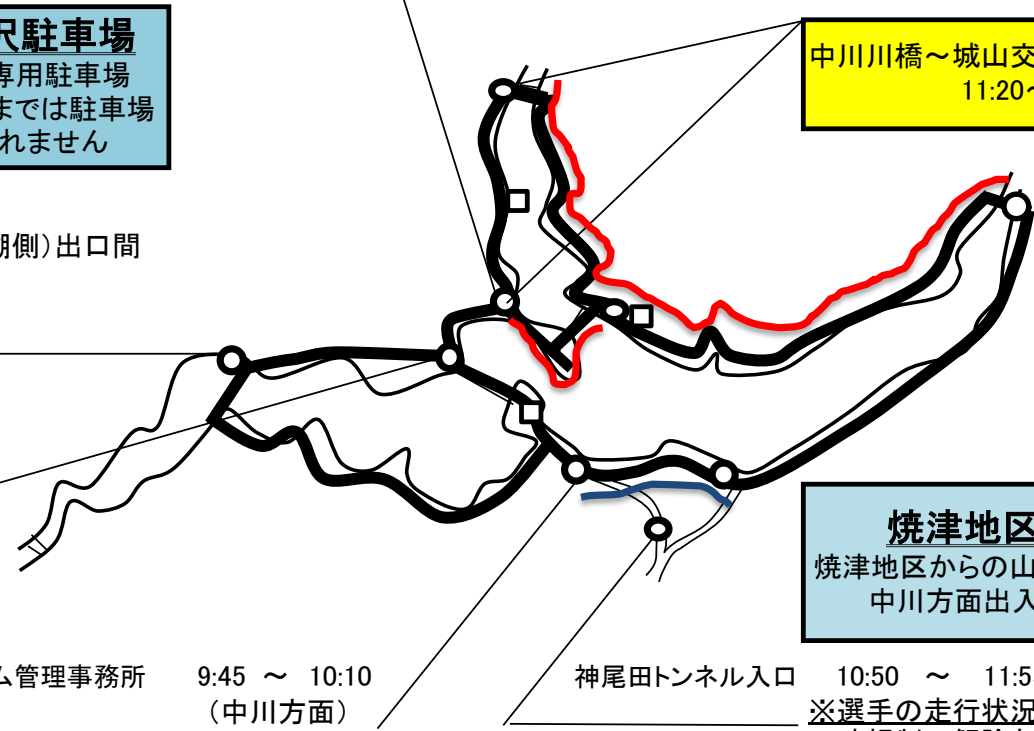 沢駐車場
専用駐車場
までは駐車場
れません
中川川橋～城山交
11:20～
湖側）出口間
焼津地区
焼津地区からの山
中川方面出入
ム管理事務所 9:45 ～ 10:10
（中川方面）
神尾田トンネル入口 10:50 ～ 11:5
※選手の走行状況